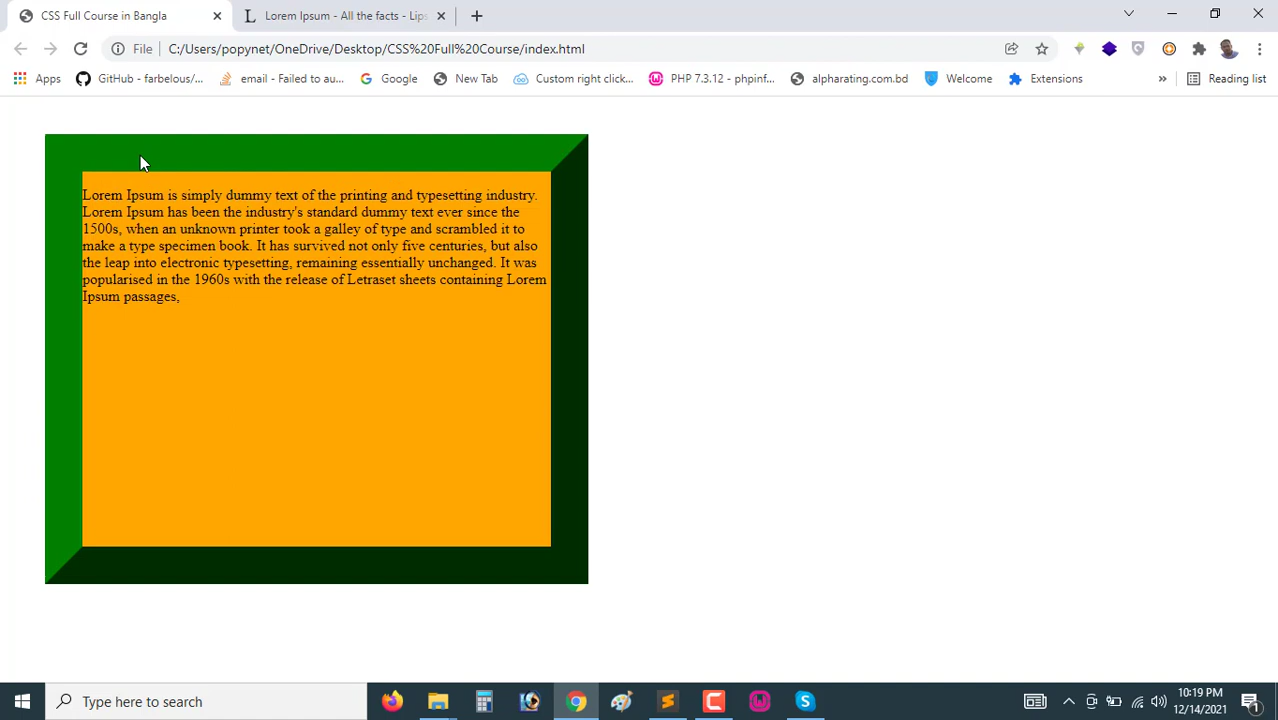 CSS Full Course in Bangla
Lorem Ipsum - All the facts - Lips
File
C:/Users/popynet/OneDrive/Desktop/CSS%20Full%20Course/index.html
Apps
GitHub - farbelous/...
email - Failed to au...
Google
New Tab
Custom right click...
PHP 7.3.12 - phpinf...
alpharating.com.bd
Welcome
Extensions
»
Reading list
Lorem Ipsum is simply dummy text of the printing and typesetting industry.
Lorem Ipsum has been the industry's standard dummy text ever since the
1500s, when an unknown printer took a galley of type and scrambled it to
make a type specimen book. It has survived not only five centuries, but also
the leap into electronic typesetting, remaining essentially unchanged. It was
popularised in the 1960s with the release of Letraset sheets containing Lorem
Ipsum passages,
Type here to search
10:19 PM
12/14/2021
1